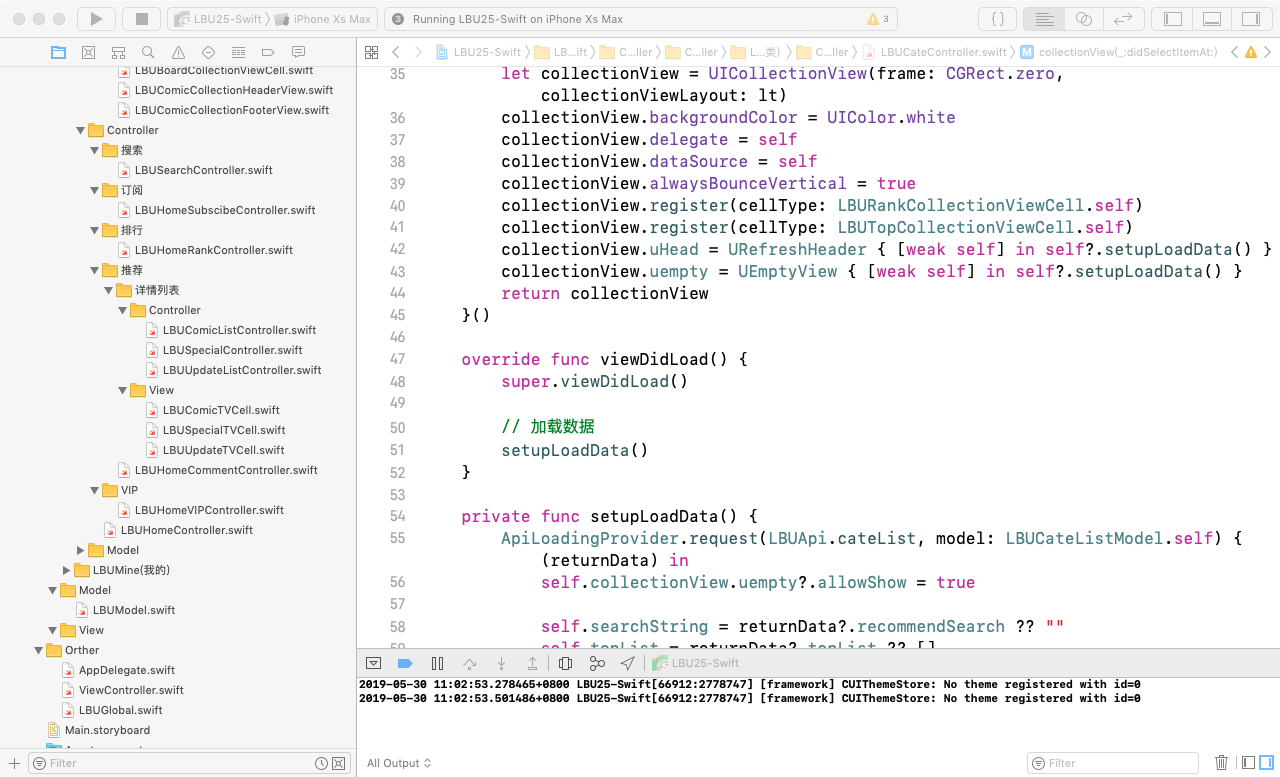 LBU25-Swift
iPhone Xs Max
3
Running LBU25-Swift on iPhone Xs Max
3
{ }
LBU25-Swift
LB...ift
C...ller
C...ller
L...类)
C...ller
LBUCateController.swift
M
collectionView(_:didSelectItemAt:)
LBUBoardCollectionViewCell.swift
LBUComicCollectionHeaderView.swift
LBUComicCollectionFooterView.swift
Controller
搜索
LBUSearchController.swift
订阅
LBUHomeSubscibeController.swift
排行
LBUHomeRankController.swift
推荐
详情列表
Controller
LBUComicListController.swift
LBUSpecialController.swift
LBUUpdateListController.swift
View
LBUComicTVCell.swift
LBUSpecialTVCell.swift
LBUUpdateTVCell.swift
LBUHomeCommentController.swift
VIP
LBUHomeVIPController.swift
LBUHomeController.swift
Model
LBUMine(我的)
Model
LBUModel.swift
View
Orther
AppDelegate.swift
ViewController.swift
LBUGlobal.swift
Main.storyboard
Filter
35 let collectionView = UICollectionView(frame: CGRect.zero,
collectionViewLayout: lt)
36 collectionView.backgroundColor = UIColor.white
37 collectionView.delegate = self
38 collectionView.dataSource = self
39 collectionView.alwaysBounceVertical = true
40 collectionView.register(cellType: LBURankCollectionViewCell.self)
41 collectionView.register(cellType: LBUTopCollectionViewCell.self)
42 collectionView.uHead = URefreshHeader { [weak self] in self?.setupLoadData() }
43 collectionView.uempty = UEmptyView { [weak self] in self?.setupLoadData() }
44 return collectionView
45 }()
46
47 override func viewDidLoad() {
48 super.viewDidLoad()
49
50 // 加载数据
51 setupLoadData()
52 }
53
54 private func setupLoadData() {
55 ApiLoadingProvider.request(LBUApi.cateList, model: LBUCateListModel.self) {
(returnData) in
56 self.collectionView.uempty?.allowShow = true
57
58 self.searchString = returnData?.recommendSearch ?? ""
59 self.topList = returnData?.topList ?? []
LBU25-Swift
2019-05-30 11:02:53.278465+0800 LBU25-Swift[66912:2778747] [framework] CUIThemeStore: No theme registered with id=0
2019-05-30 11:02:53.501486+0800 LBU25-Swift[66912:2778747] [framework] CUIThemeStore: No theme registered with id=0
All Output
Filter